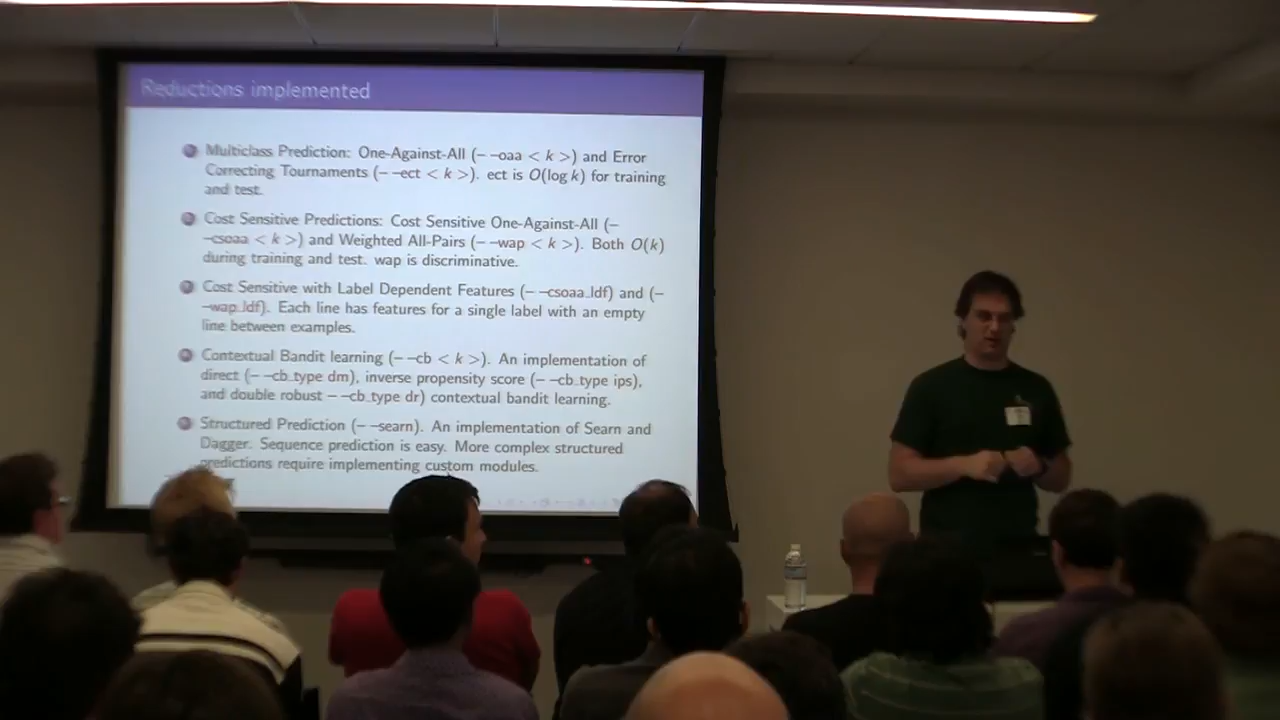 Reductions implemented
Multiclass Prediction: One-Against-All (- -oaa < k >) and Error
Correcting Tournaments (- -ect < k >). ect is O(log k) for training
and test.
Cost Sensitive Predictions: Cost Sensitive One-Against-All (-
-csoaa < k >) and Weighted All-Pairs (- -wap < k >). Both O(k)
during training and test. wap is discriminative.
Cost Sensitive with Label Dependent Features (- -csoaa_ldf) and (-
-wap_ldf). Each line has features for a single label with an empty
line between examples.
Contextual Bandit learning (- -cb < k >). An implementation of
direct (- -cb_type dm), inverse propensity score (- -cb_type ips),
and double robust - -cb_type dr) contextual bandit learning.
Structured Prediction (- -searn). An implementation of Searn and
Dagger. Sequence prediction is easy. More complex structured
predictions require implementing custom modules.